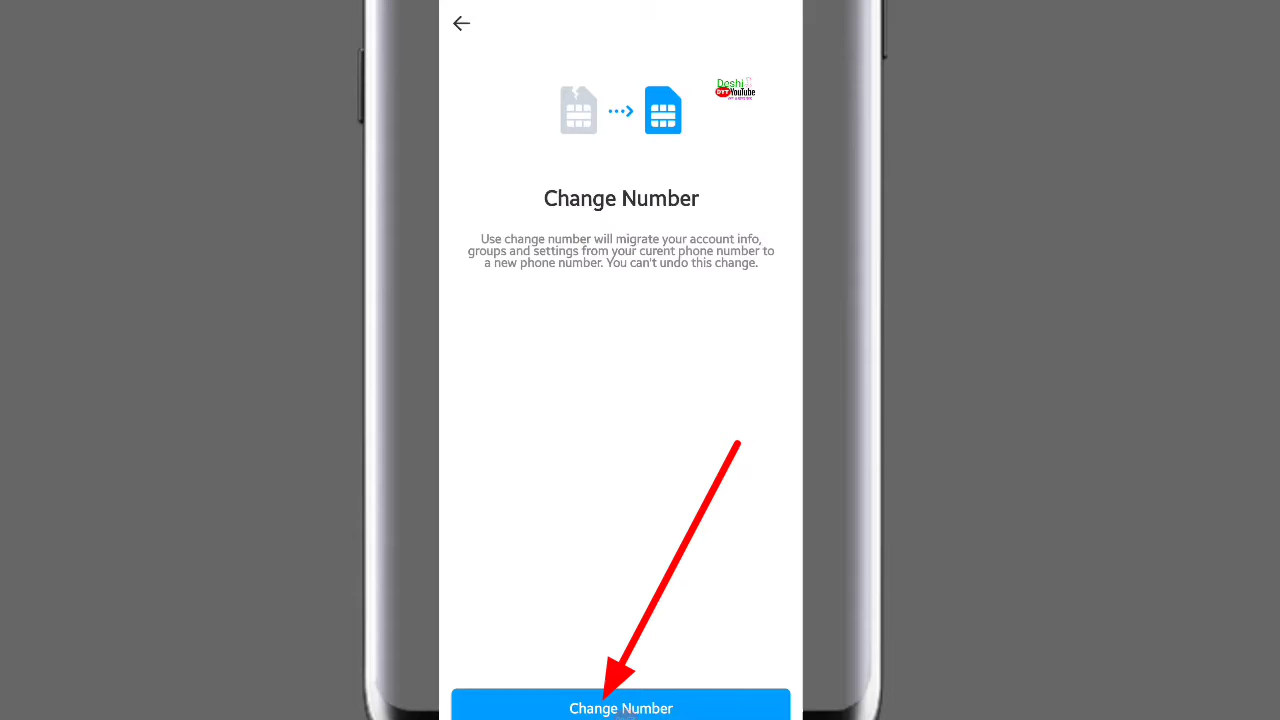 Deshi
DYT YouTube
Change Number
Use change number will migrate your account info,
groups and settings from your curent phone number to
a new phone number. You can't undo this change.
Change Number